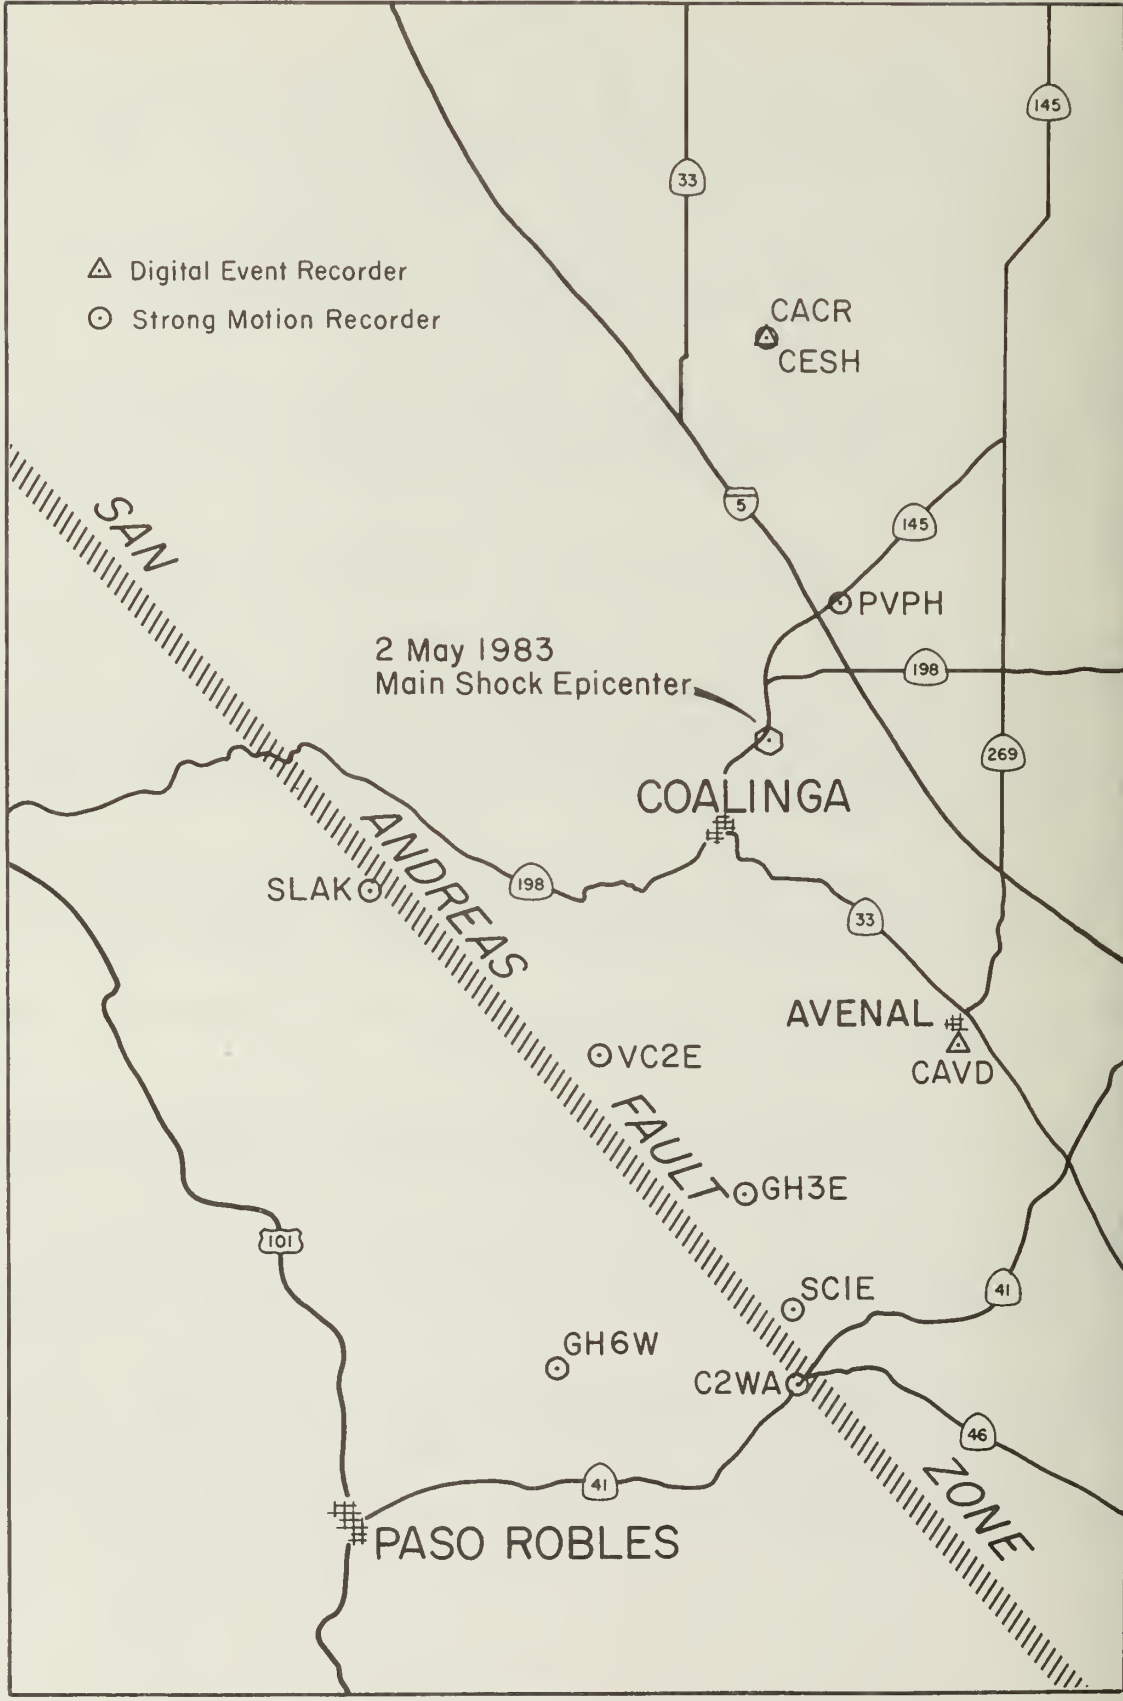 145
33
Digital Event Recorder
Strong Motion Recorder
CACR
CESH
5
145
SAN
PVPH
2 May 1983
Main Shock Epicenter
198
269
COALINGA
ANDREAS
SLAK
198
33
AVENAL
VC2E
CAVD
FAULT
GH3E
101
SC1E
41
GH6W
C2WA
46
41
ZONE
PASO ROBLES